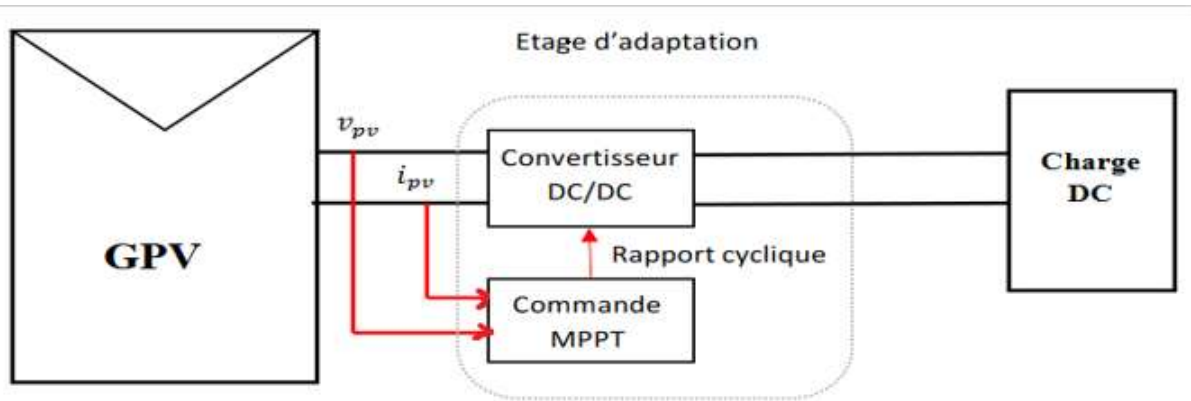 Etage d'adaptation
v_pv
i_pv
GPV
Convertisseur
DC/DC
Rapport cyclique
Commande
MPPT
Charge
DC